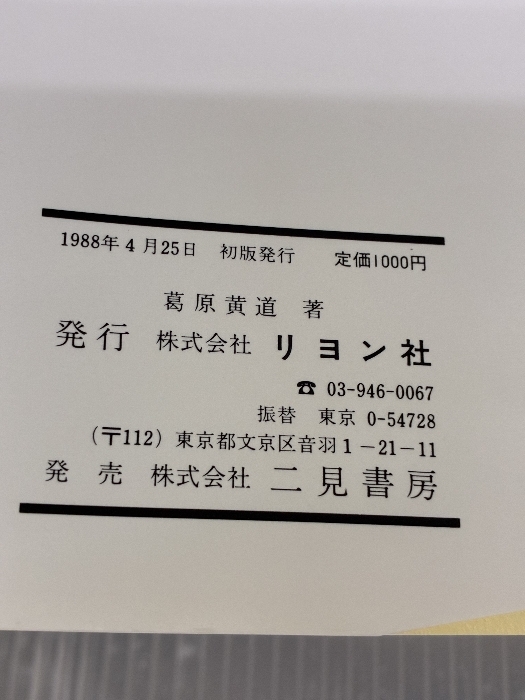 1988年4月25日 初版発行 定価1000円
葛原黄道 著
発行 株式会社 リヨン社
☎ 03-946-0067
振替 東京 0-54728
(〒112) 東京都文京区音羽1-21-11
発売 株式会社 二見書房